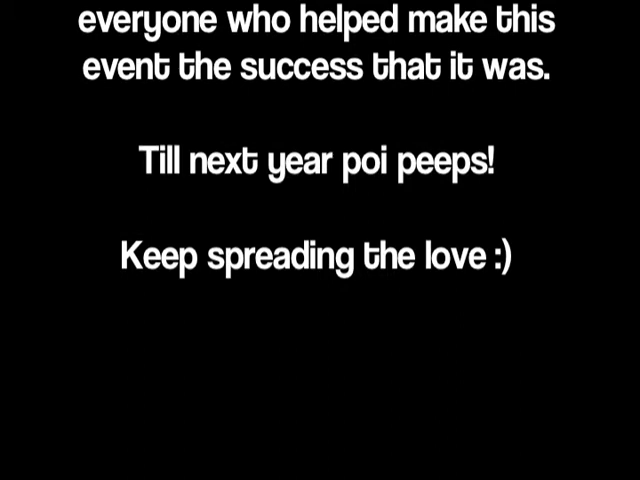 everyone who helped make this
event the success that it was.
Till next year poi peeps!
Keep spreading the love :)